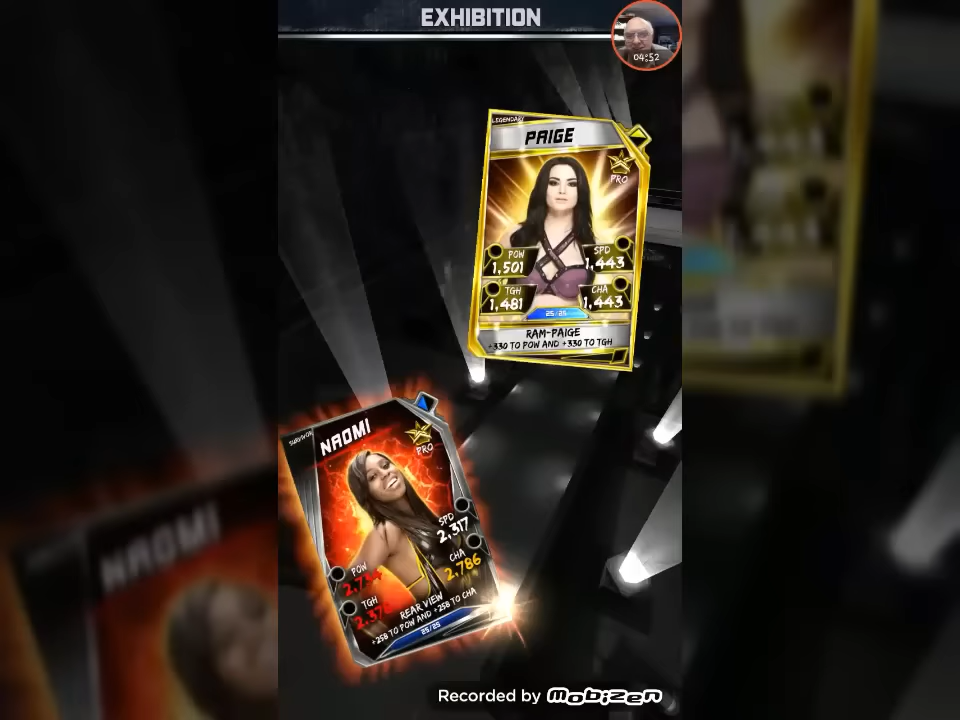 EXHIBITION
04:52
LEGENDARY
PAIGE
PRO
POW
1,501
SPD
1,443
TGH
1,481
CHA
1,443
25/25
RAM-PAIGE
+330 TO POW AND +330 TO TGH
SURVIVOR
NAOMI
PRO
SPD
2,317
POW
CHA
2,786
TGH
REAR VIEW
+258 TO POW AND +258 TO CHA
25/25
NAOMI
Recorded by mobizen